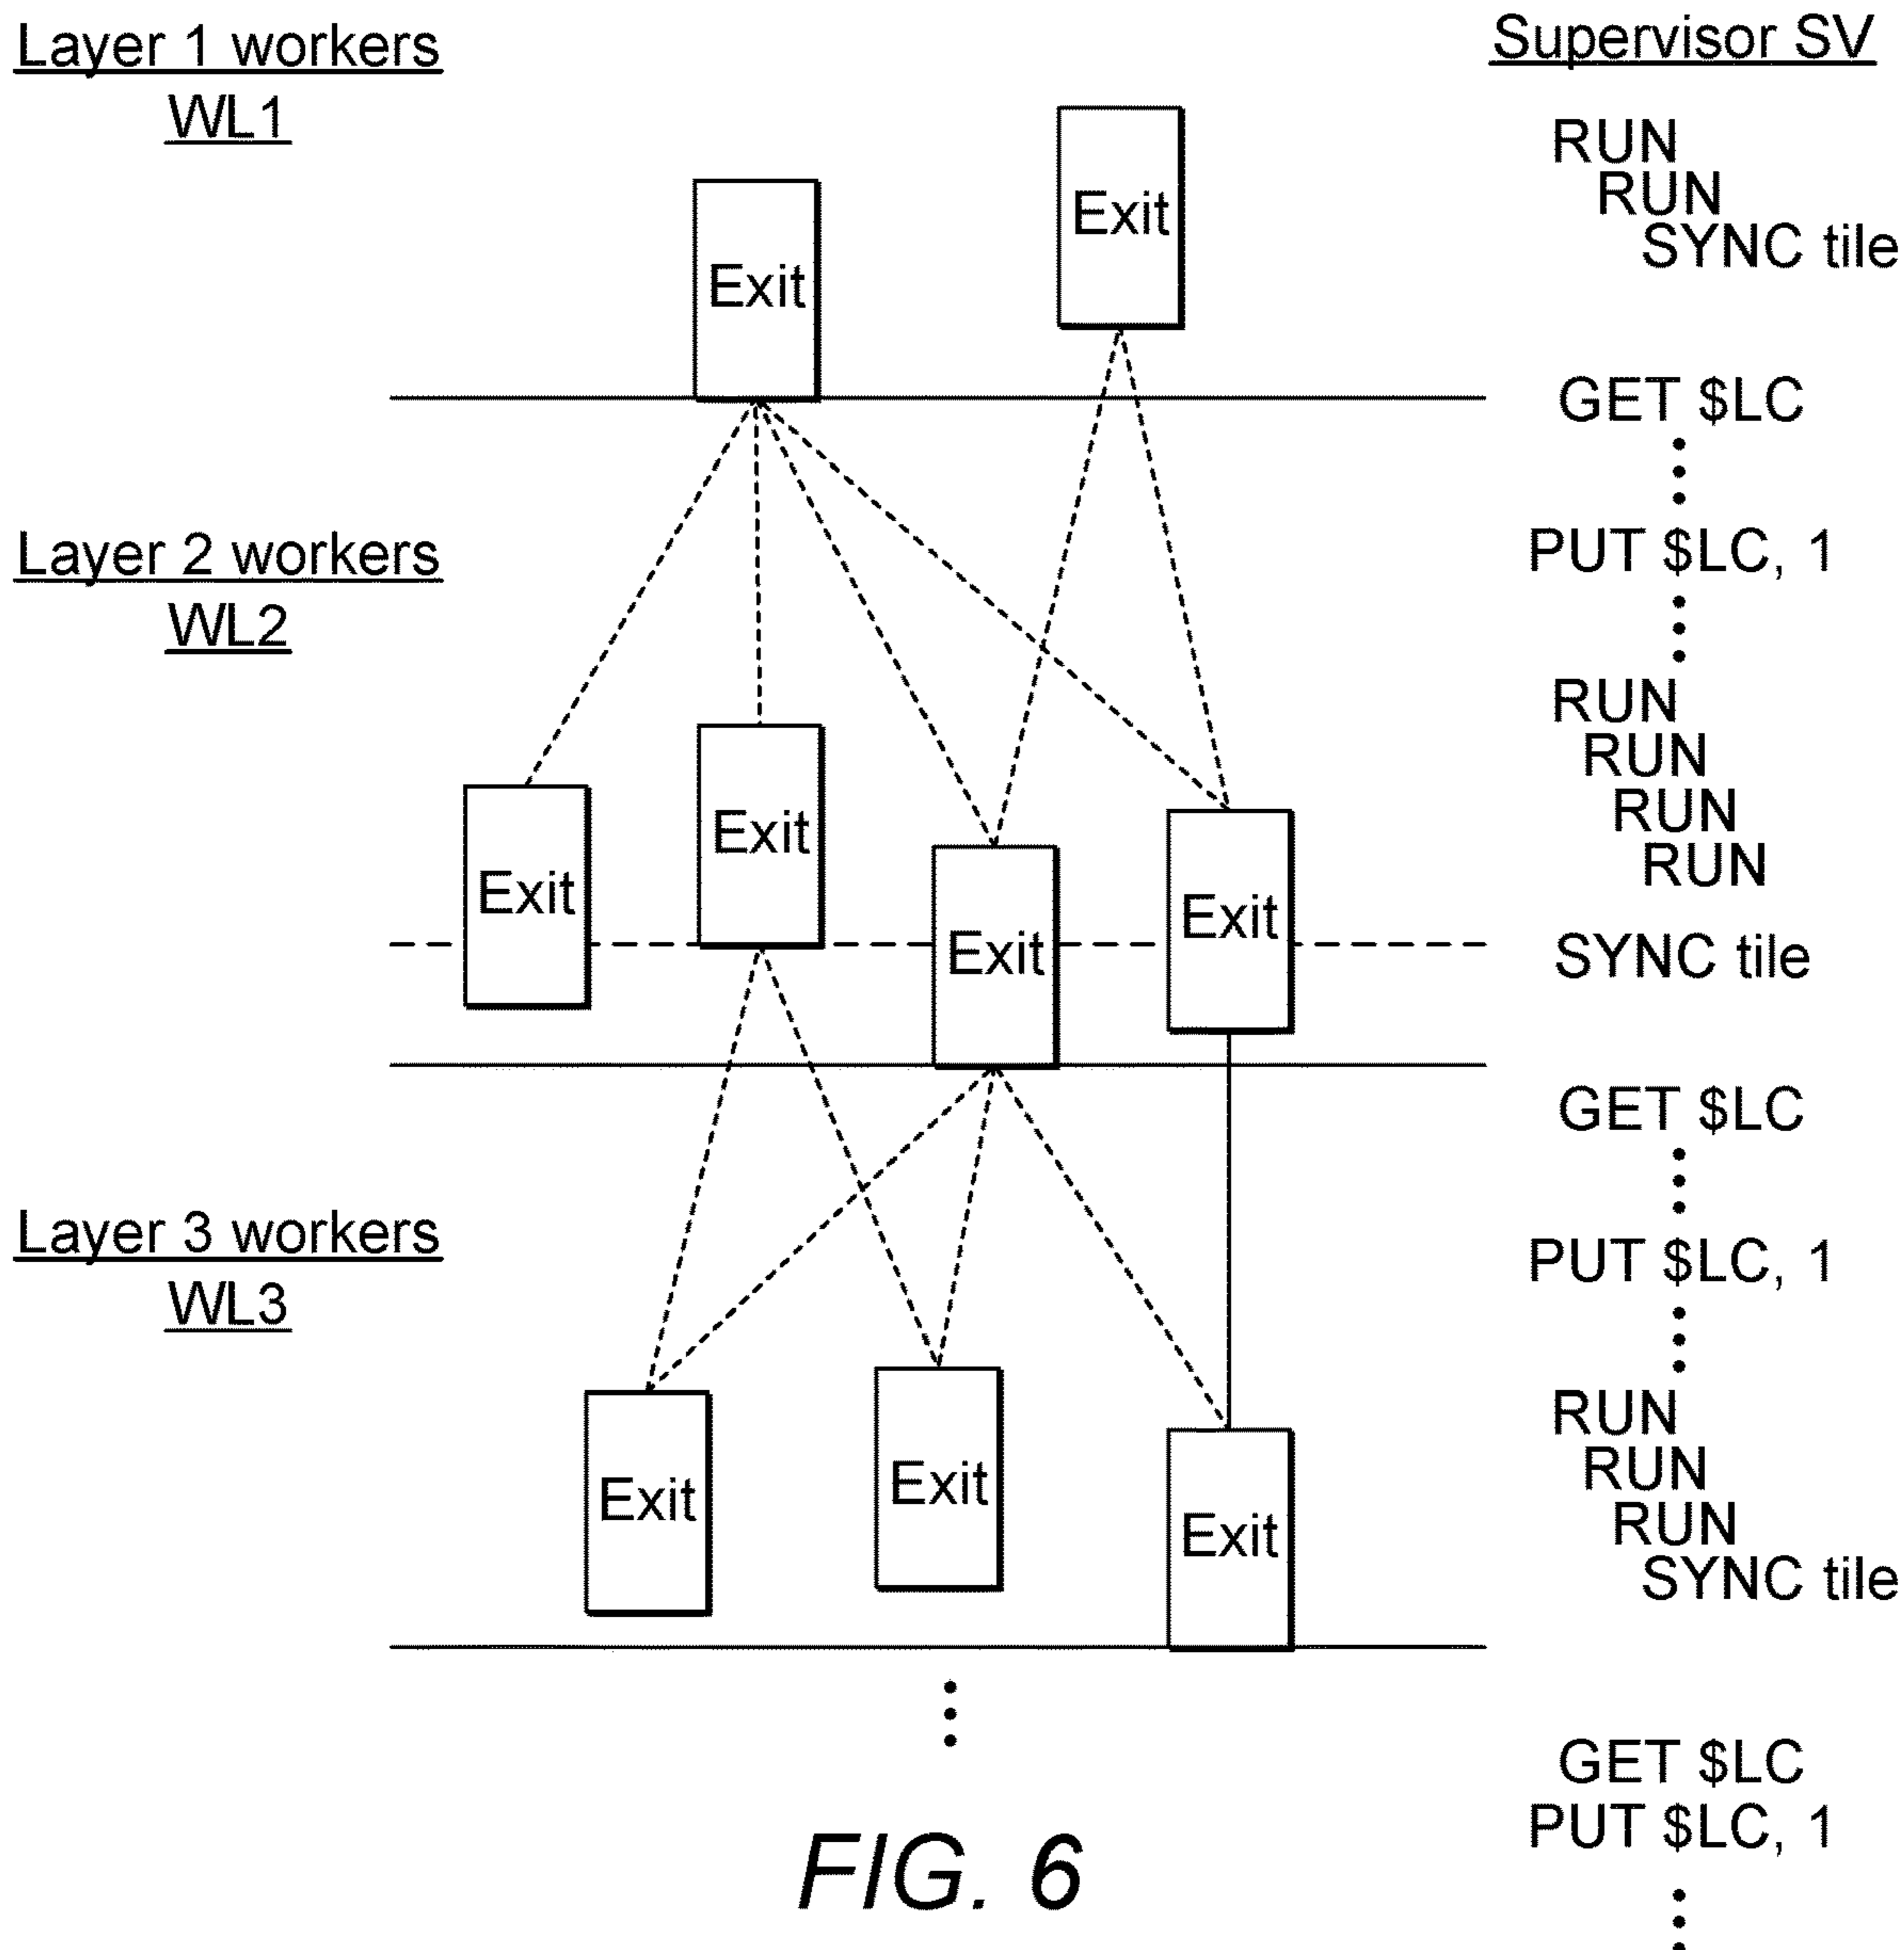 Layer 1 workers
WL1
Supervisor SV
RUN
RUN
SYNC tile
Exit
Exit
GET $LC
PUT $LC, 1
Layer 2 workers
WL2
RUN
RUN
RUN
RUN
Exit
Exit
Exit
Exit
SYNC tile
GET $LC
PUT $LC, 1
Layer 3 workers
WL3
RUN
RUN
RUN
SYNC tile
Exit
Exit
Exit
GET $LC
PUT $LC, 1
FIG. 6